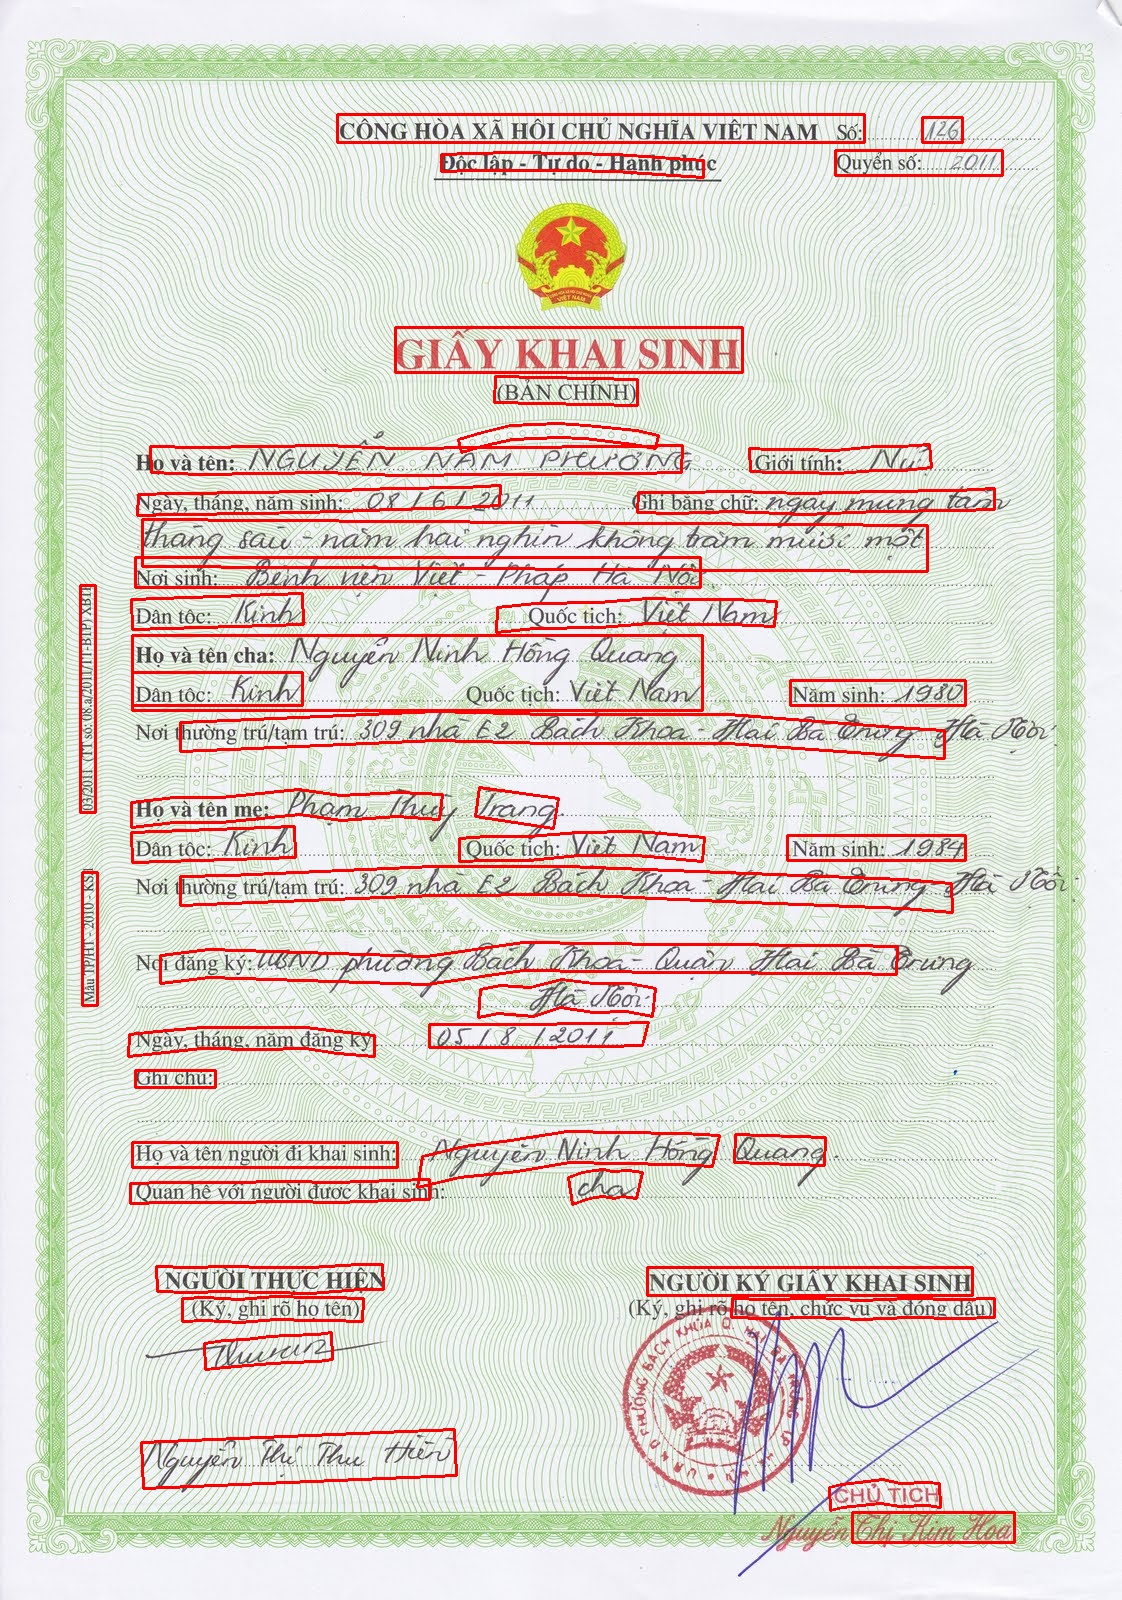 CỘNG HÒA XÃ HỘI CHỦ NGHĨA VIỆT NAM Số: 126
Độc lập - Tự do - Hạnh phúc Quyển số: 2011
VIỆT NAM
GIẤY KHAI SINH
(BẢN CHÍNH)
Họ và tên: NGUYỄN NAM PHƯƠNG Giới tính: Nữ
Ngày, tháng, năm sinh: 08 / 6 / 2011 Ghi bằng chữ: ngày mùng tám
tháng sáu - năm hai nghìn không trăm mười một
Nơi sinh: Bệnh viện Việt - Pháp Hà Nội
Dân tộc: Kinh Quốc tịch: Việt Nam
Họ và tên cha: Nguyễn Ninh Hồng Quang
Dân tộc: Kinh Quốc tịch: Việt Nam Năm sinh: 1980
Nơi thường trú/tạm trú: 309 nhà E2 Bách Khoa - Hai Bà Trưng - Hà Nội
Họ và tên mẹ: Phạm Thùy Trang
Dân tộc: Kinh Quốc tịch: Việt Nam Năm sinh: 1984
Nơi thường trú/tạm trú: 309 nhà E2 Bách Khoa - Hai Bà Trưng - Hà Nội
Nơi đăng ký: UBND phường Bách Khoa - Quận Hai Bà Trưng
Hà Nội
Ngày, tháng, năm đăng ký 05 / 8 / 2011
Ghi chú:
Họ và tên người đi khai sinh: Nguyễn Ninh Hồng Quang
Quan hệ với người được khai sinh: cha
03/2011 (TT số: 08.a/2011/TT-BTP) XB11
Mẫu TP/HT - 2010 - KS.1
NGƯỜI THỰC HIỆN NGƯỜI KÝ GIẤY KHAI SINH
(Ký, ghi rõ họ tên) (Ký, ghi rõ họ tên, chức vụ và đóng dấu)
U.B.N.D PHƯỜNG BÁCH KHOA Q. HAI BÀ TRƯNG
Nguyễn Thị Thu Hiền
CHỦ TỊCH
Nguyễn Thị Kim Hoa